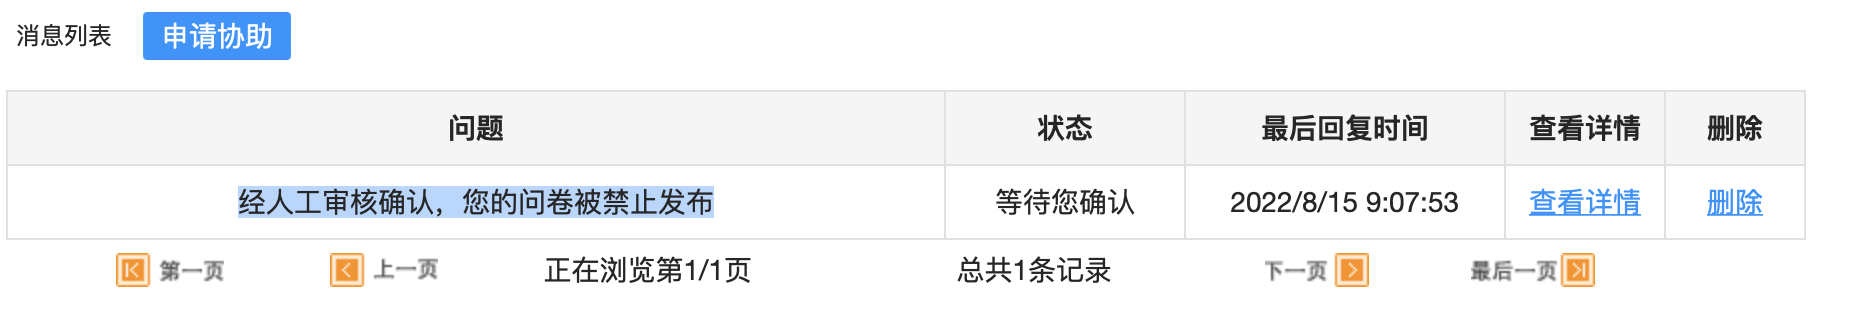 消息列表 申请协助
问题 状态 最后回复时间 查看详情 删除
经人工审核确认，您的问卷被禁止发布 等待您确认 2022/8/15 9:07:53 查看详情 删除
第一页 上一页 正在浏览第1/1页 总共1条记录 下一页 最后一页